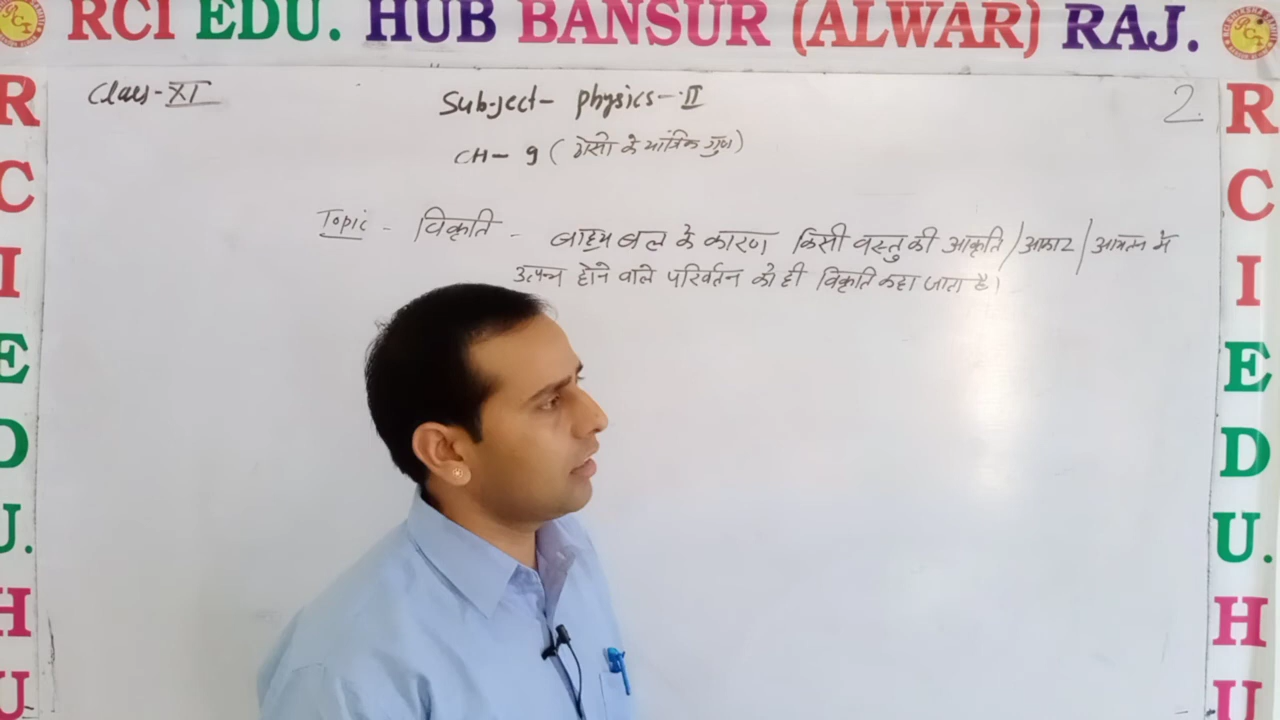 RCI EDU. HUB BANSUR (ALWAR) RAJ.
Class-XI
Subject- physics-II
2.
CH- 9 (ठोसो के यांत्रिक गुण)
Topic - विकृति - बाह्य बल के कारण किसी वस्तु की आकृति/आकार/आयतन में
उत्पन्न होने वाले परिवर्तन को ही विकृति कहा जाता है।
R
C
I
E
D
U.
H
U
R
C
I
E
D
U.
H
U